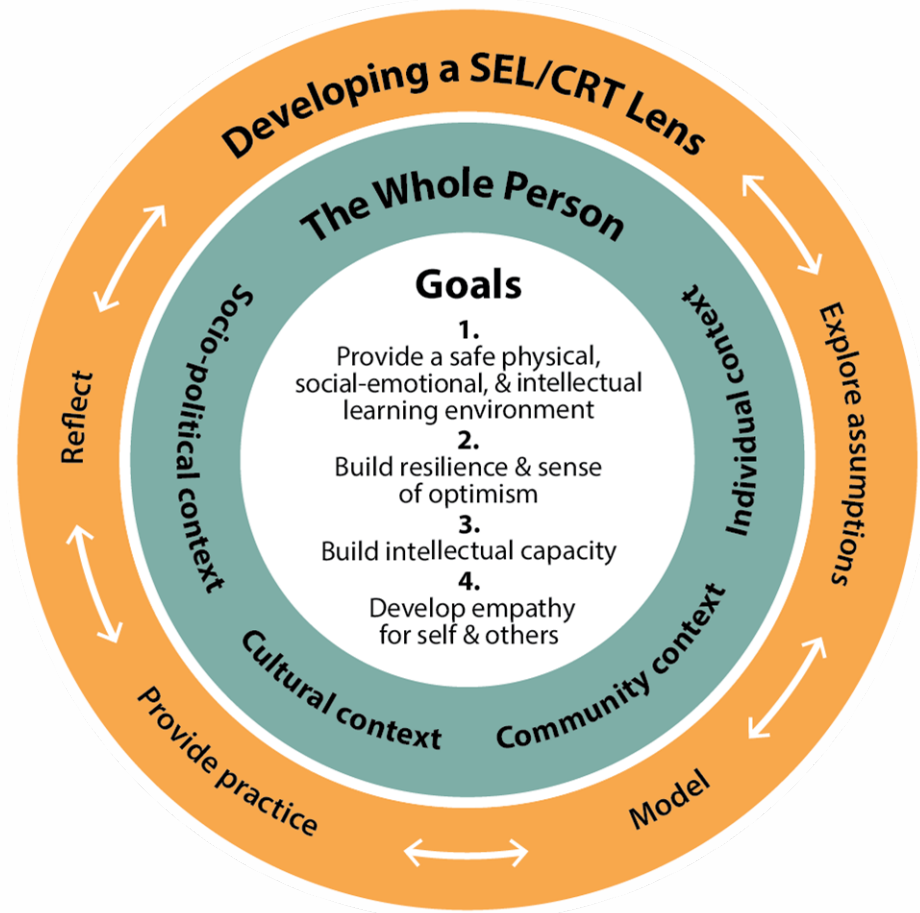 Developing a SEL/CRT Lens
Explore assumptions
Model
Provide practice
Reflect
The Whole Person
Individual context
Community context
Cultural context
Socio-political context
Goals
1.
Provide a safe physical,
social-emotional, & intellectual
learning environment
2.
Build resilience & sense
of optimism
3.
Build intellectual capacity
4.
Develop empathy
for self & others